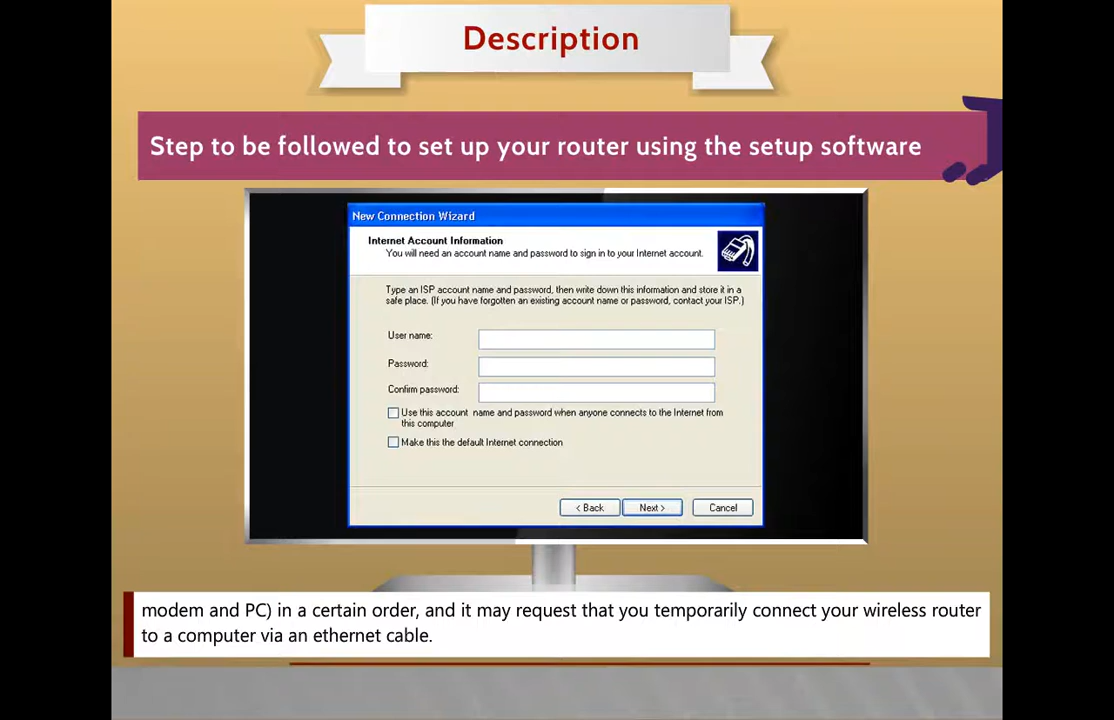 Description
Step to be followed to set up your router using the setup software
New Connection Wizard
Internet Account Information
You will need an account name and password to sign in to your Internet account.
Type an ISP account name and password, then write down this information and store it in a
safe place. (If you have forgotten an existing account name or password, contact your ISP.)
User name:
Password:
Confirm password:
Use this account name and password when anyone connects to the Internet from
this computer
Make this the default Internet connection
< Back
Next >
Cancel
modem and PC) in a certain order, and it may request that you temporarily connect your wireless router
to a computer via an ethernet cable.